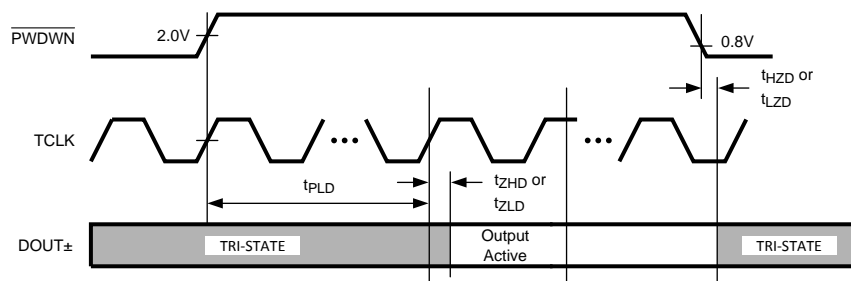 PWDWN
2.0V
0.8V
tHZD or
tLZD
TCLK
•••
•••
tPLD
tZHD or
tZLD
DOUT±
TRI-STATE
Output
Active
TRI-STATE